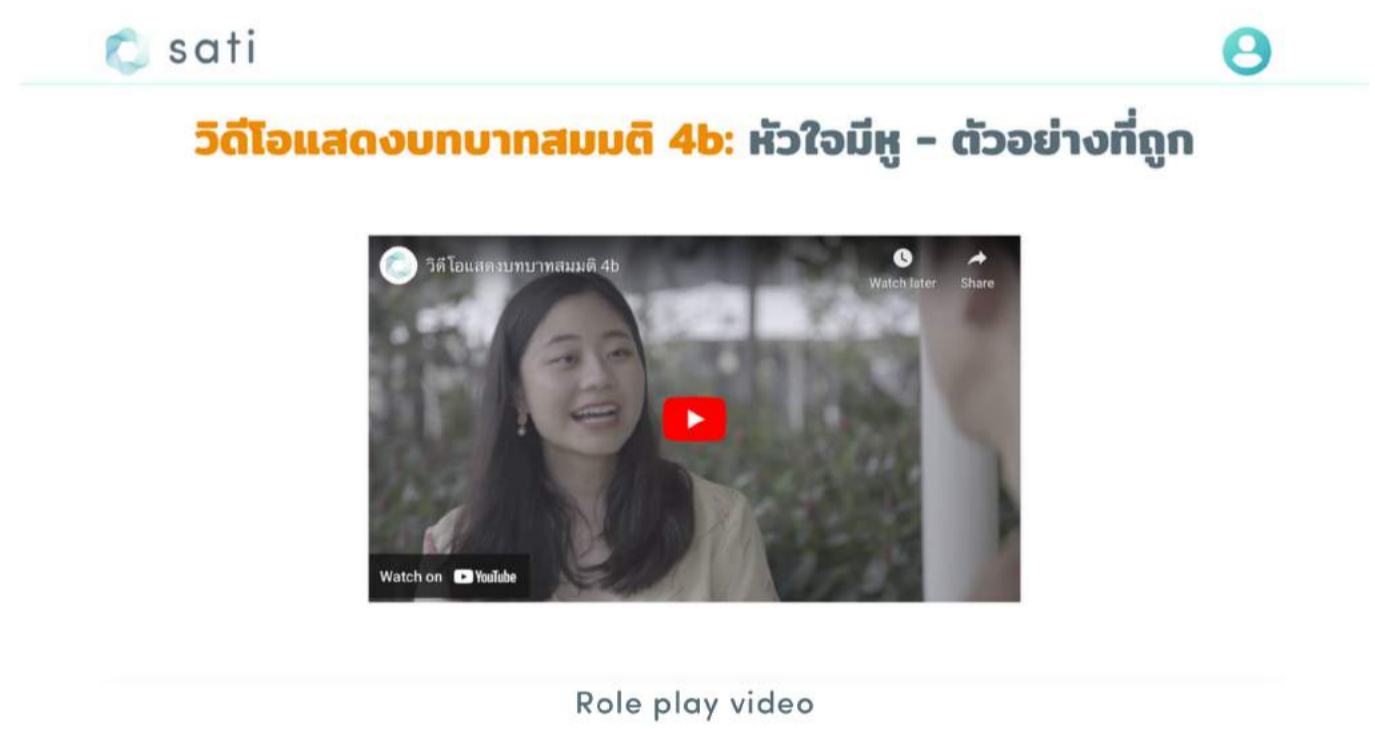 sati
วิดีโอแสดงบทบาทสมมติ 4b: หัวใจมีหู - ตัวอย่างที่ถูก
วิดีโอแสดงบทบาทสมมติ 4b
Watch later
Share
Watch on YouTube
Role play video